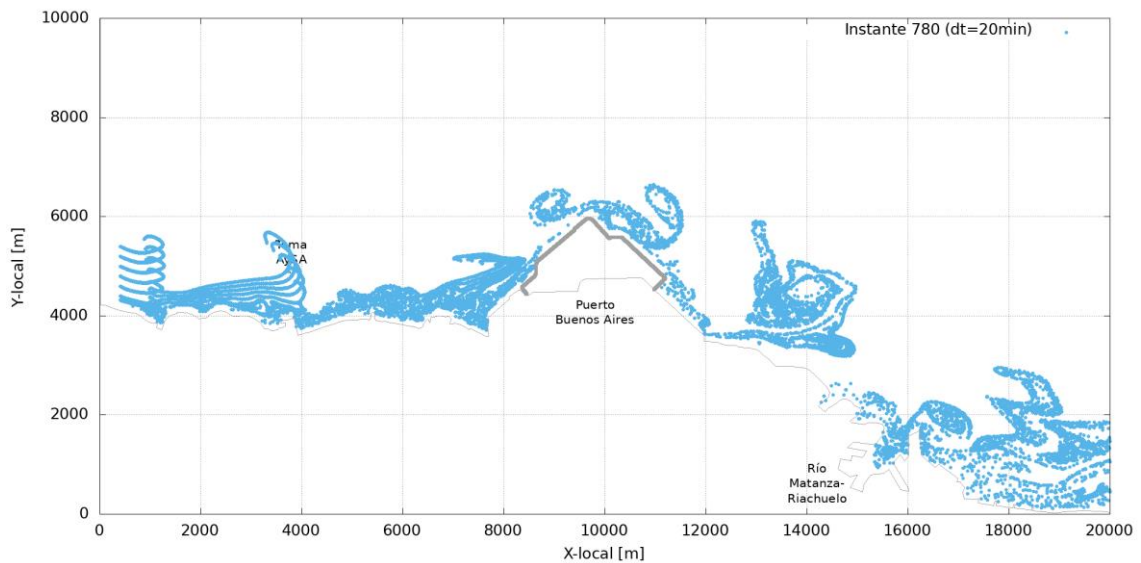 Instante 780 (dt=20min)
10000
8000
6000
4000
2000
0
Y-local [m]
Toma
AySA
Puerto
Buenos Aires
Río
Matanza-
Riachuelo
0 2000 4000 6000 8000 10000 12000 14000 16000 18000 20000
X-local [m]